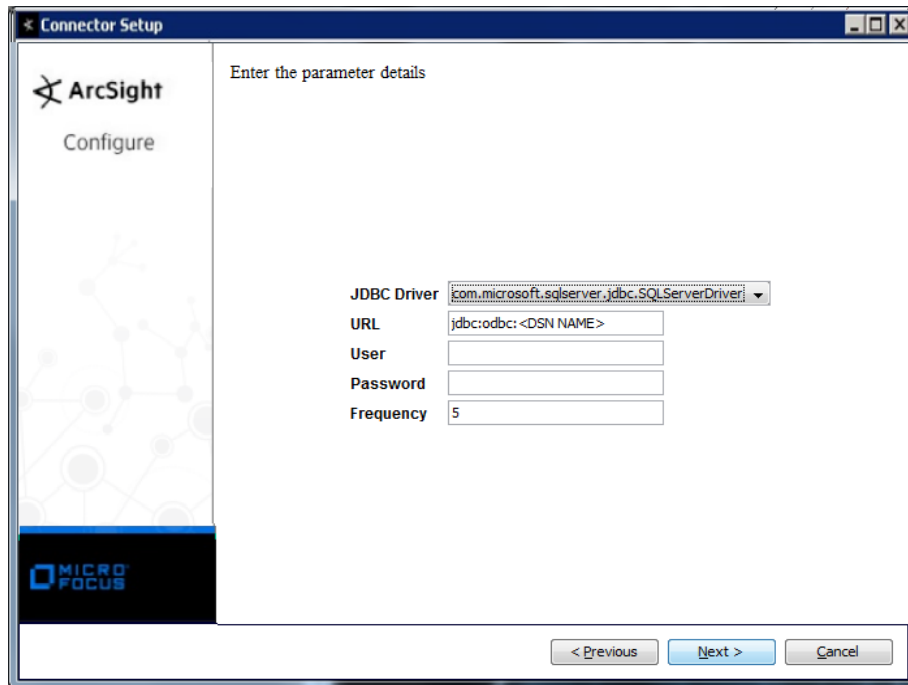 Connector Setup
ArcSight
Configure
Enter the parameter details
JDBC Driver com.microsoft.sqlserver.jdbc.SQLServerDriver
URL jdbc:odbc:<DSN NAME>
User
Password
Frequency 5
MICRO
FOCUS
< Previous Next > Cancel